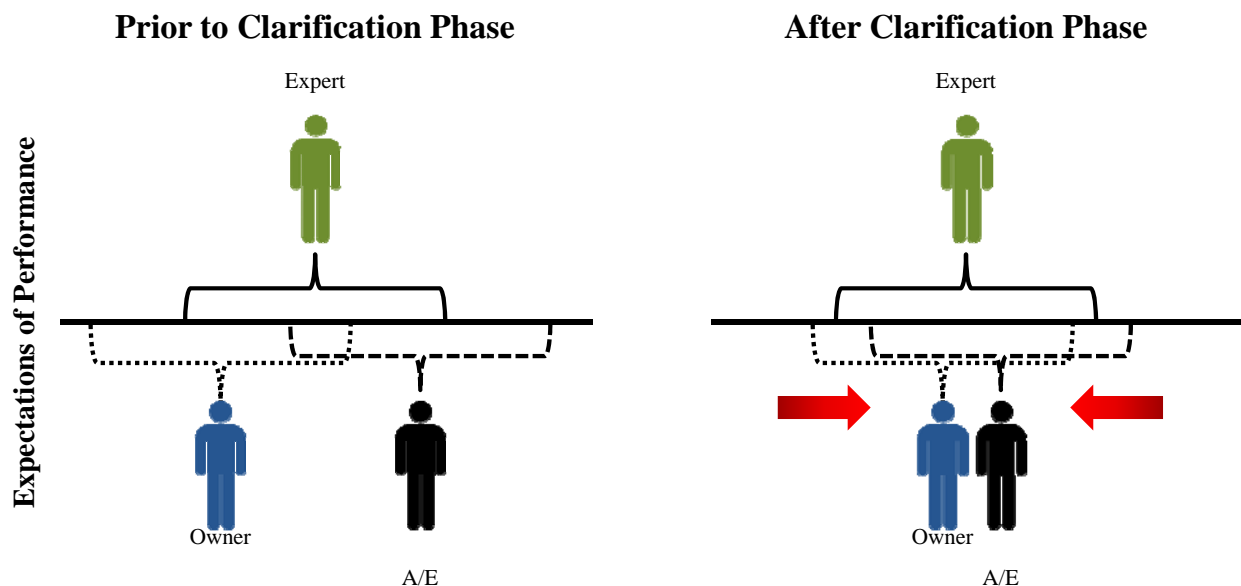 Prior to Clarification Phase
After Clarification Phase
Expert
Expert
Expectations of Performance
Owner
Owner
A/E
A/E